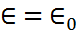 ∈ = ∈₀